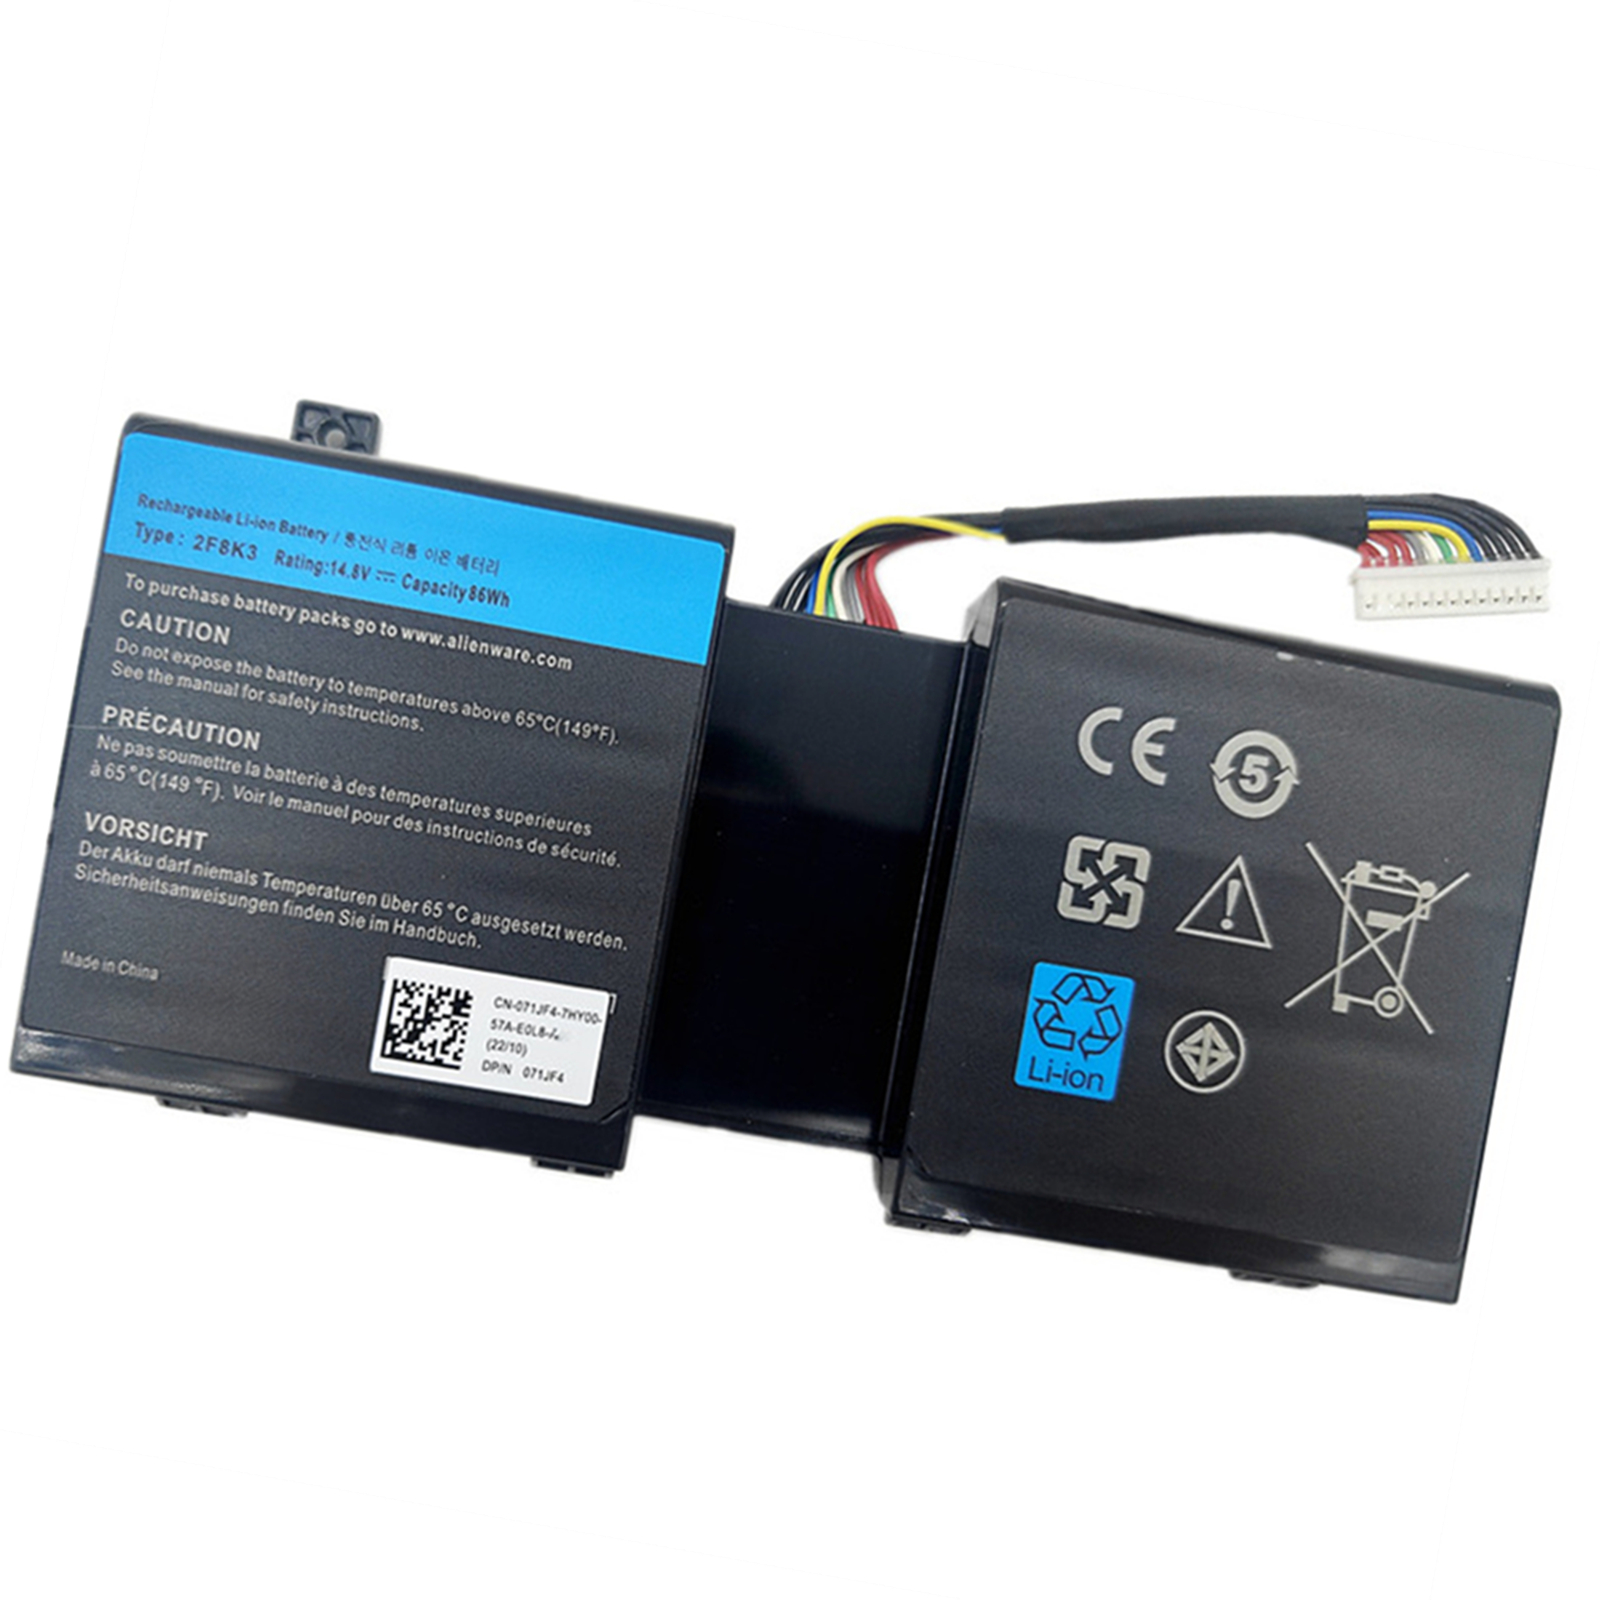 Rechargeable Li-ion Battery / 충전식 리튬 이온 배터리
Type: 2F8K3 Rating:14.8V ⎓ Capacity86Wh
To purchase battery packs go to www.alienware.com
CAUTION
Do not expose the battery to temperatures above 65°C(149°F).
See the manual for safety instructions.
PRÉCAUTION
Ne pas soumettre la batterie à des temperatures superieures
à 65°C(149 °F). Voir le manuel pour des instructions de sécurité.
VORSICHT
Der Akku darf niemals Temperaturen über 65 °C ausgesetzt werden.
Sicherheitsanweisungen finden Sie im Handbuch.
Made in China
CN-071JF4-7HY00-
57A-E0L8-
(22/10)
DP/N 071JF4
CE
5
Li-ion